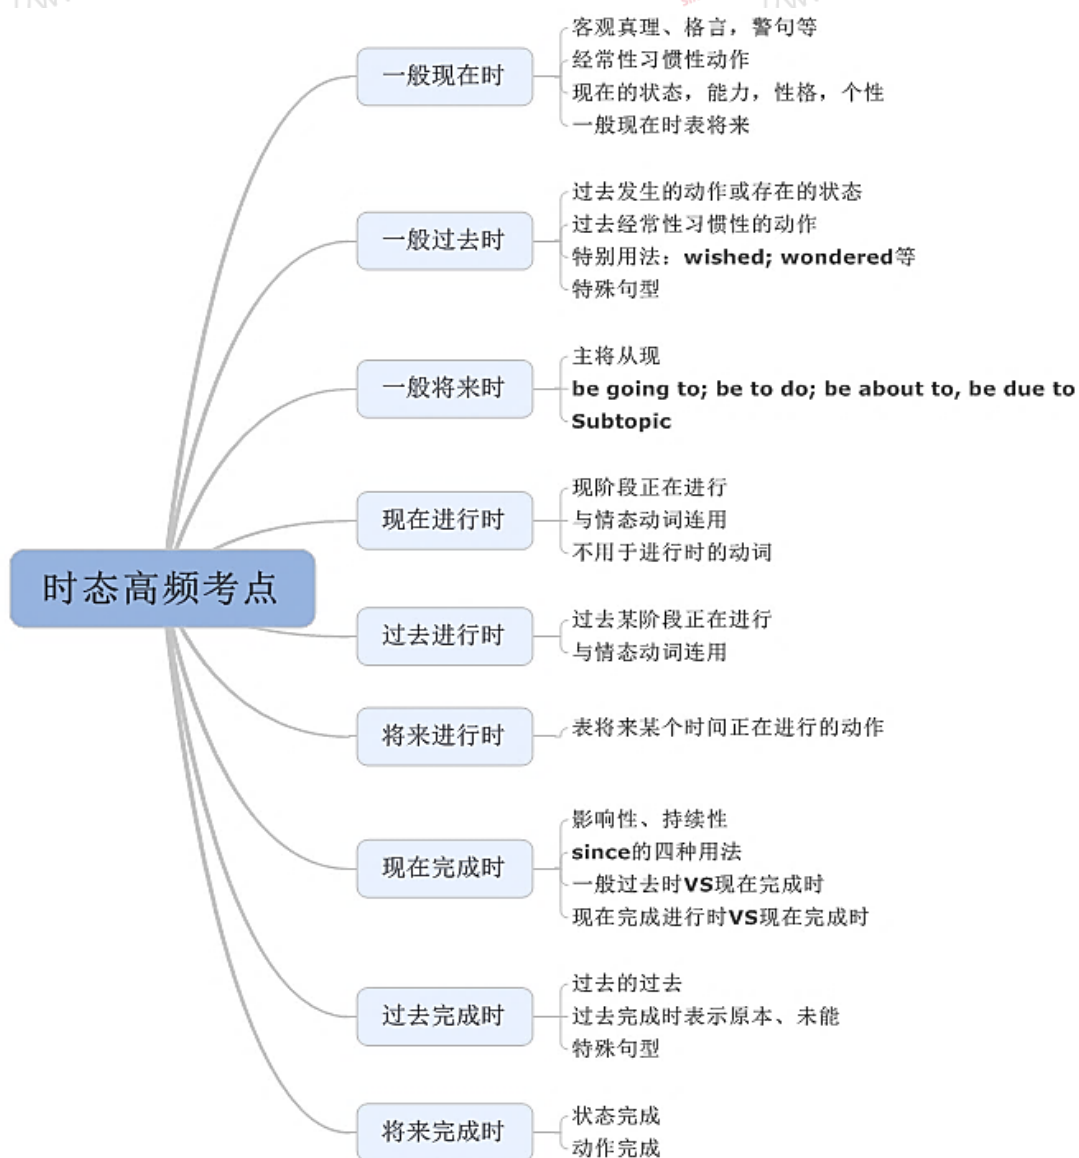 时态高频考点
一般现在时
客观真理、格言，警句等
经常性习惯性动作
现在的状态，能力，性格，个性
一般现在时表将来
一般过去时
过去发生的动作或存在的状态
过去经常性习惯性的动作
特别用法：wished; wondered等
特殊句型
一般将来时
主将从现
be going to; be to do; be about to, be due to
Subtopic
现在进行时
现阶段正在进行
与情态动词连用
不用于进行时的动词
过去进行时
过去某阶段正在进行
与情态动词连用
将来进行时
表将来某个时间正在进行的动作
现在完成时
影响性、持续性
since的四种用法
一般过去时VS现在完成时
现在完成进行时VS现在完成时
过去完成时
过去的过去
过去完成时表示原本、未能
特殊句型
将来完成时
状态完成
动作完成